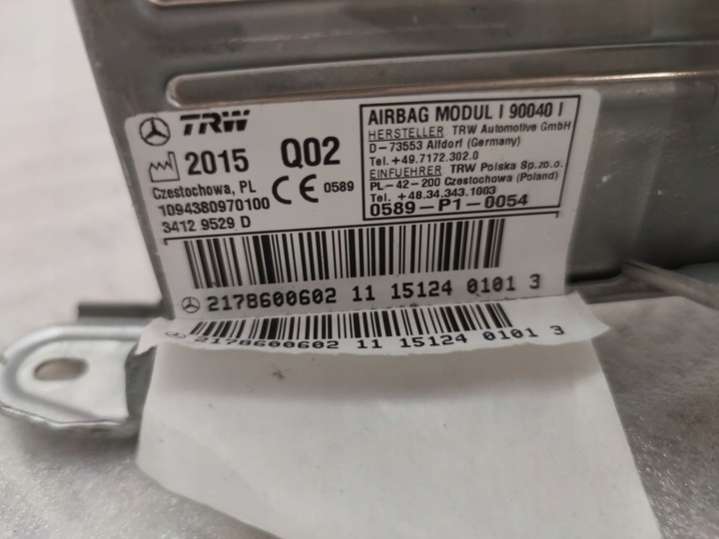 TRW
2015 Q02
Czestochowa, PL
1094380970100
34129529 D
CE 0589
AIRBAG MODUL I 90040 I
HERSTELLER TRW Automotive GmbH
D-73553 Alfdorf (Germany)
Tel. +49.7172.302.0
EINFUEHRER TRW Polska Sp.zo.o.
PL-42-200 Czestochowa (Poland)
Tel. +48.34.343.1003
0589-P1-0054
2178600602 11 15124 0101 3
2178600602 11 15124 0101 3